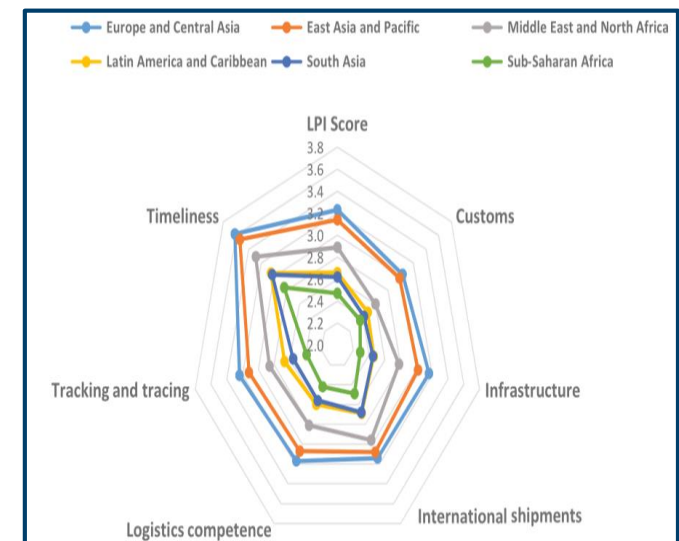 Europe and Central Asia East Asia and Pacific Middle East and North Africa
Latin America and Caribbean South Asia Sub-Saharan Africa
LPI Score
3.8
3.6
3.4
3.2
3.0
2.8
2.6
2.4
2.2
2.0
Timeliness
Customs
Tracking and tracing
Infrastructure
Logistics competence
International shipments